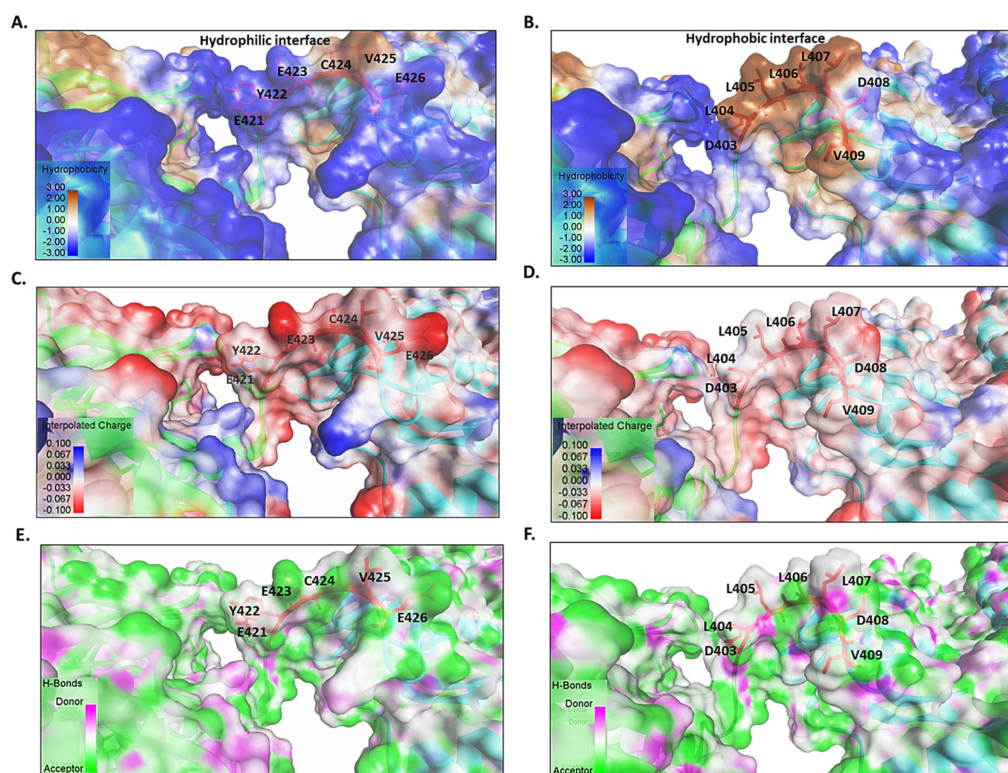 A.
Hydrophilic interface
V425
C424
E423
E426
Y422
E421
Hydrophobicity
3.00
2.00
1.00
-1.00
-2.00
-3.00
B.
Hydrophobic interface
L407
L406
L405
D408
L404
D403
V409
Hydrophobicity
3.00
2.00
1.00
-1.00
-2.00
-3.00
C.
C424
V425
E423
Y422
E426
E421
Interpolated Charge
0.100
0.067
0.033
0.000
-0.033
-0.067
-0.100
D.
L407
L406
L405
L404
D408
D403
V409
Interpolated Charge
0.100
0.067
0.033
0.000
-0.033
-0.067
-0.100
E.
V425
C424
E423
Y422
E426
E421
H-Bonds
Donor
Acceptor
F.
L406
L407
L405
D408
L404
D403
V409
H-Bonds
Donor
H-Bonds
Donor
Acceptor